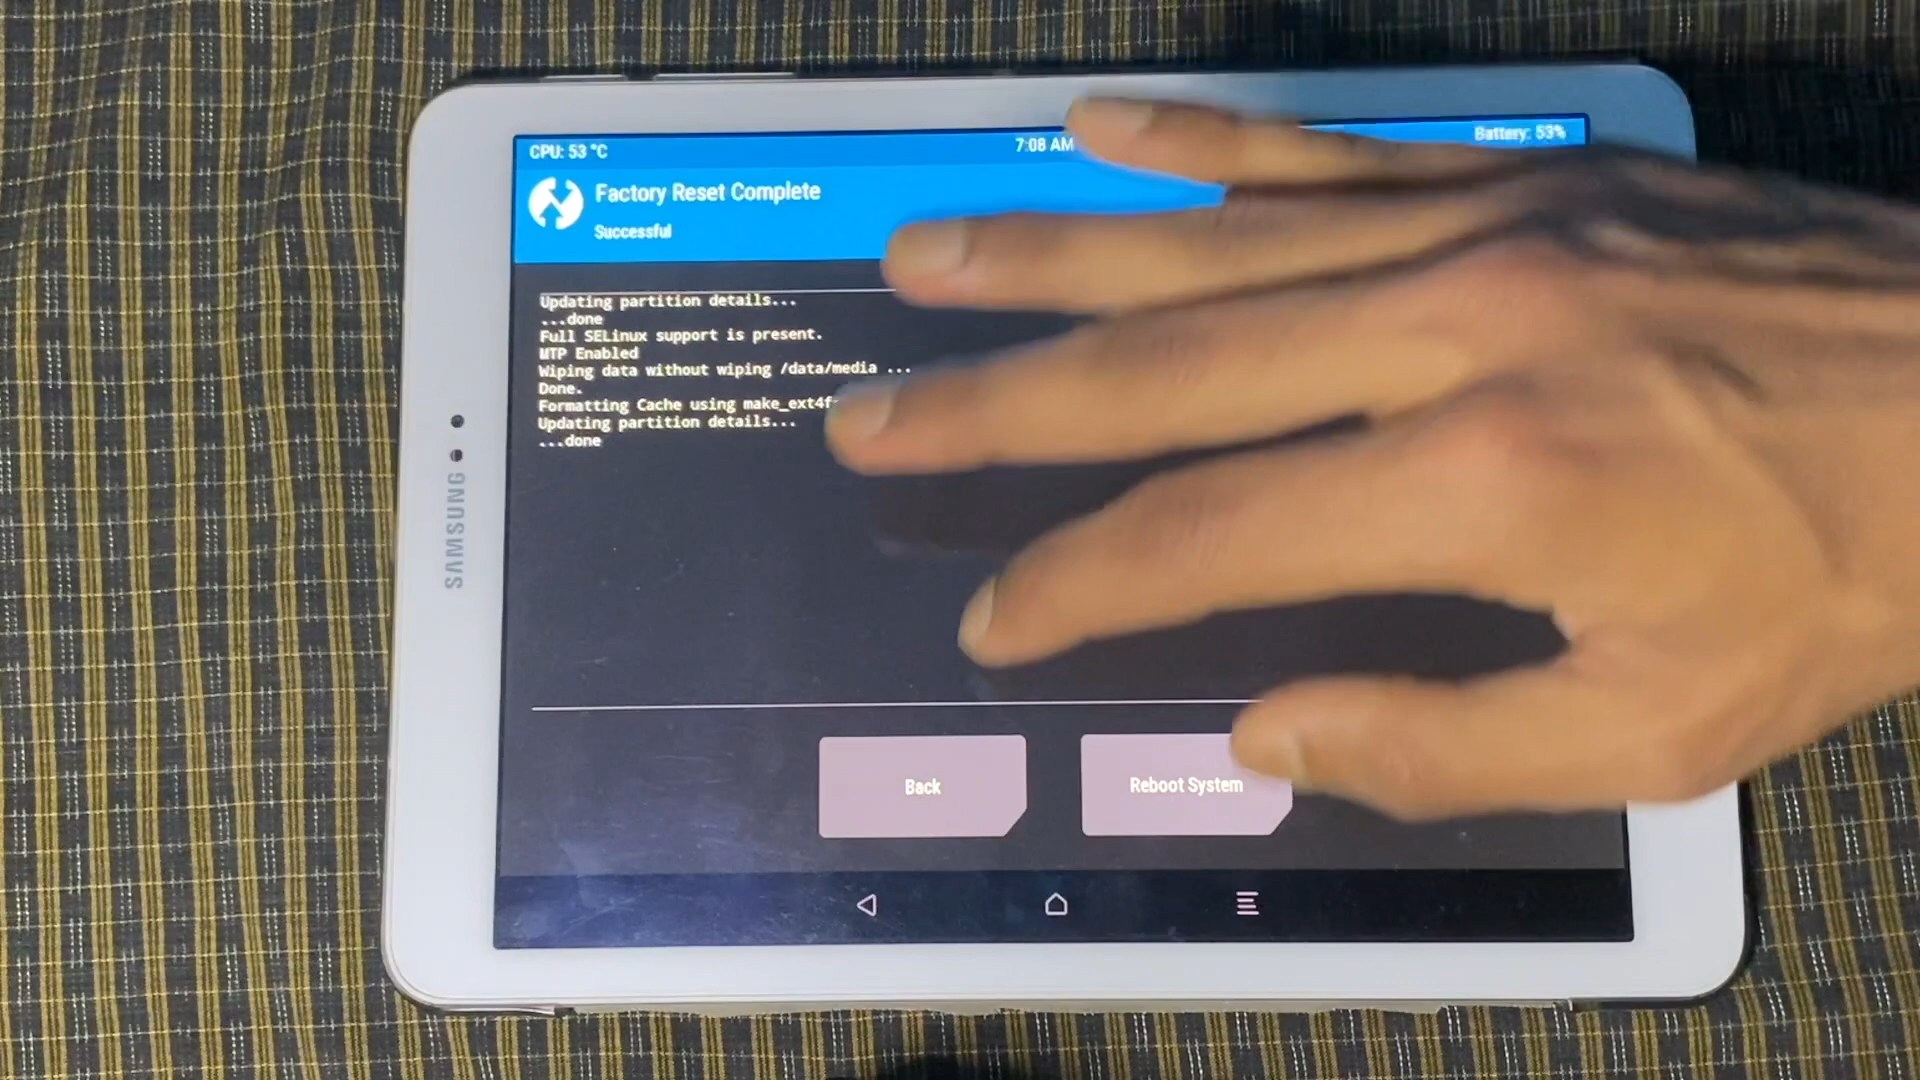 CPU: 53 °C
7:08 AM
Battery: 53%
Factory Reset Complete
Successful
Updating partition details...
...done
Full SELinux support is present.
MTP Enabled
Wiping data without wiping /data/media ...
Done.
Formatting Cache using
Updating partition details...
...done
SAMSUNG
Back
Reboot System